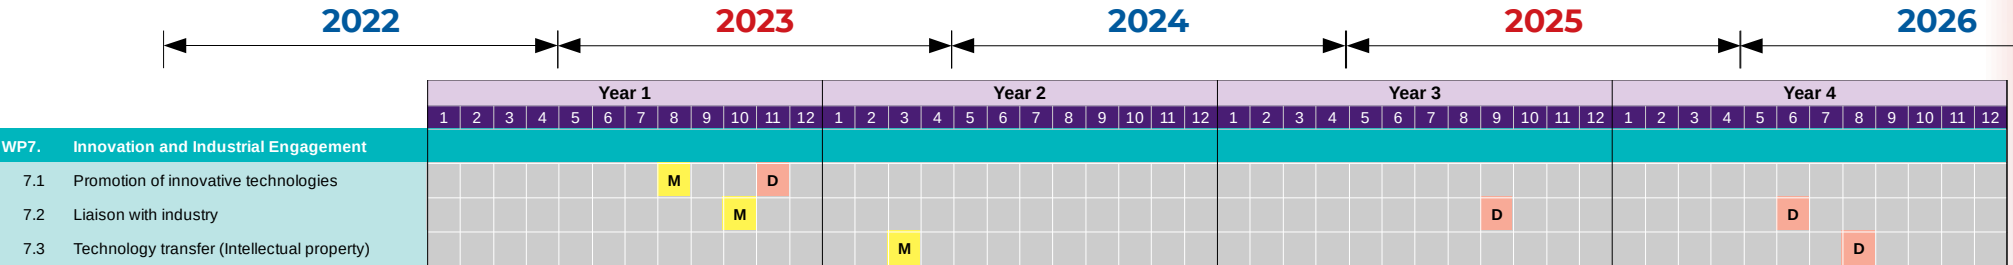 2022 2023 2024 2025 2026
Year 1 Year 2 Year 3 Year 4
1 2 3 4 5 6 7 8 9 10 11 12 1 2 3 4 5 6 7 8 9 10 11 12 1 2 3 4 5 6 7 8 9 10 11 12 1 2 3 4 5 6 7 8 9 10 11 12
WP7. Innovation and Industrial Engagement
7.1 Promotion of innovative technologies M D
7.2 Liaison with industry M D D
7.3 Technology transfer (Intellectual property) M D